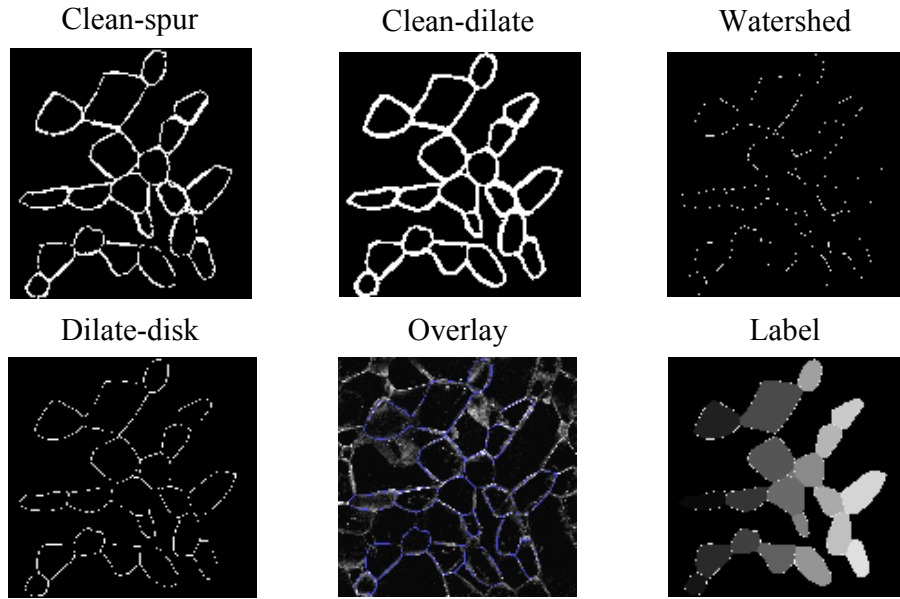 Clean-spur
Clean-dilate
Watershed
Dilate-disk
Overlay
Label